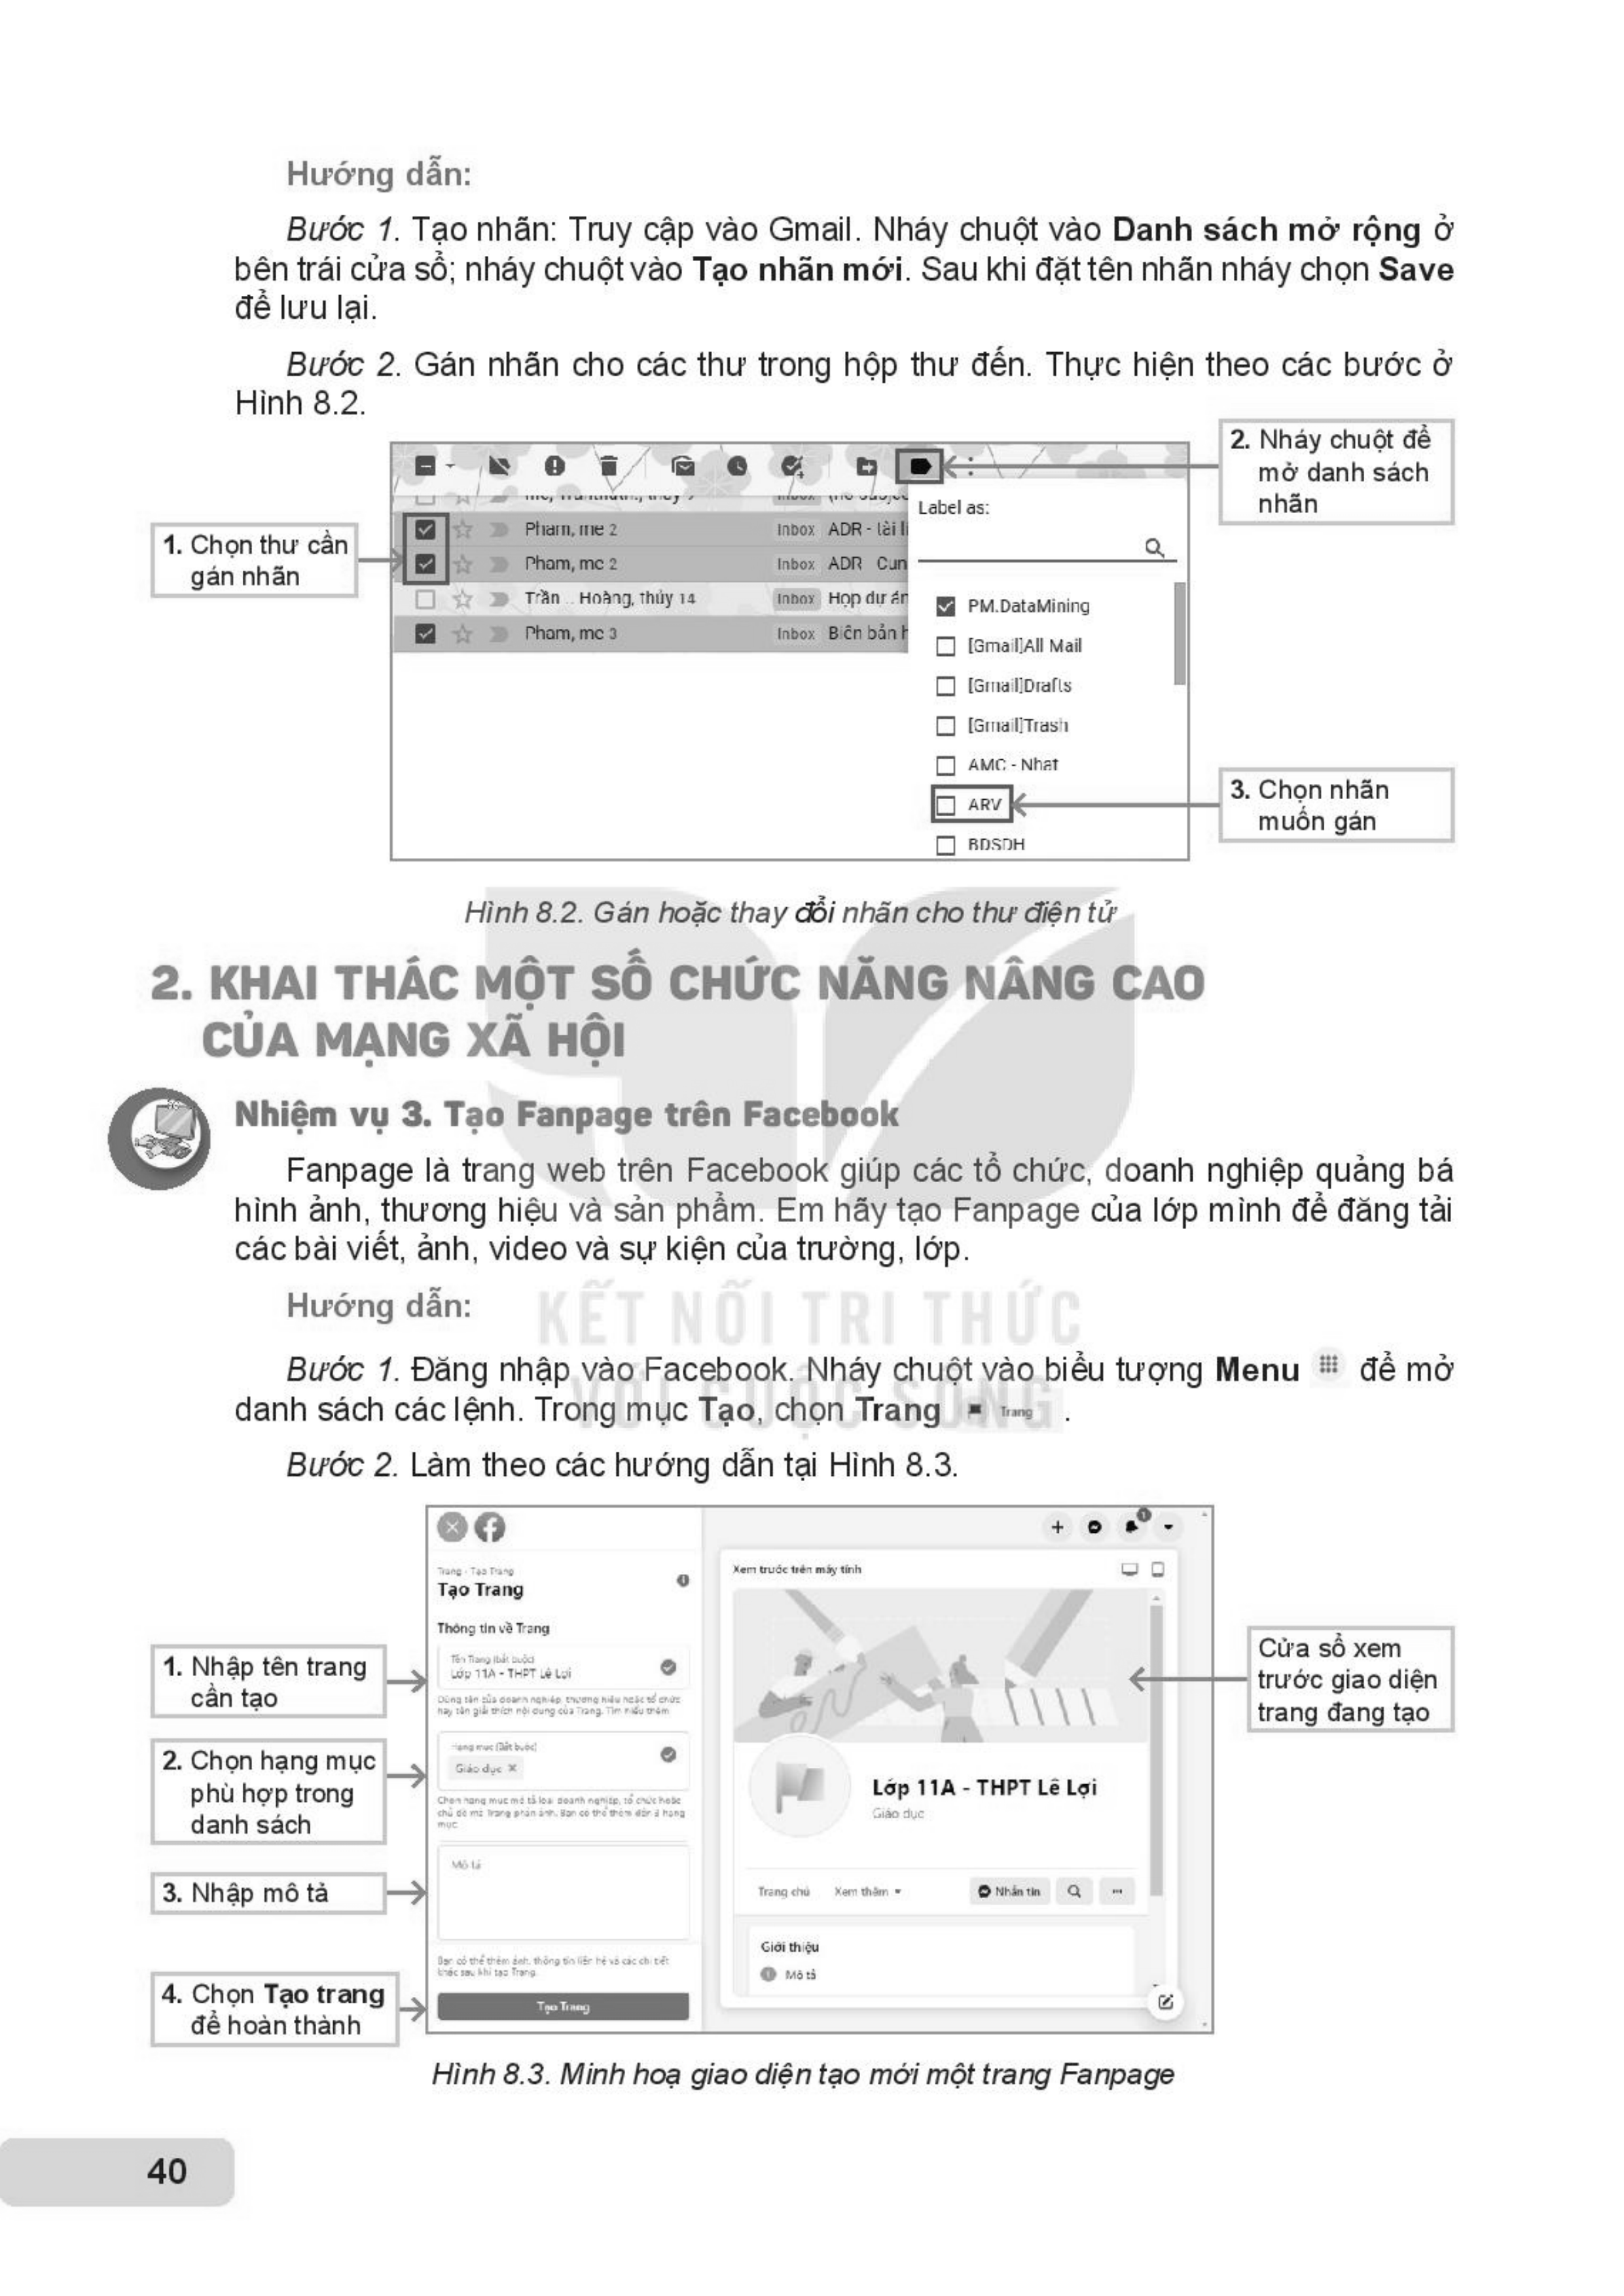 Hướng dẫn:
Bước 1. Tạo nhãn: Truy cập vào Gmail. Nháy chuột vào Danh sách mở rộng ở
bên trái cửa sổ; nháy chuột vào Tạo nhãn mới. Sau khi đặt tên nhãn nháy chọn Save
để lưu lại.
Bước 2. Gán nhãn cho các thư trong hộp thư đến. Thực hiện theo các bước ở
Hình 8.2.
2. Nháy chuột để
mở danh sách
nhãn
1. Chọn thư cần
gán nhãn
Label as:
Pham, me 2 Inbox ADR - tài li
Pham, me 2 Inbox ADR Cun
Trần .. Hoàng, thủy 14 Inbox Họp dự án
Pham, me 3 Inbox Biên bản h
PM.DataMining
[Gmail]All Mail
[Gmail]Drafts
[Gmail]Trash
AMC - Nhat
ARV
BDSDH
3. Chọn nhãn
muốn gán
Hình 8.2. Gán hoặc thay đổi nhãn cho thư điện tử
2. KHAI THÁC MỘT SỐ CHỨC NĂNG NÂNG CAO
CỦA MẠNG XÃ HỘI
Nhiệm vụ 3. Tạo Fanpage trên Facebook
Fanpage là trang web trên Facebook giúp các tổ chức, doanh nghiệp quảng bá
hình ảnh, thương hiệu và sản phẩm. Em hãy tạo Fanpage của lớp mình để đăng tải
các bài viết, ảnh, video và sự kiện của trường, lớp.
Hướng dẫn:
KẾT NỐI TRI THỨC
VỚI CUỘC SỐNG
Bước 1. Đăng nhập vào Facebook. Nháy chuột vào biểu tượng Menu để mở
danh sách các lệnh. Trong mục Tạo, chọn Trang Trang .
Bước 2. Làm theo các hướng dẫn tại Hình 8.3.
1. Nhập tên trang
cần tạo
2. Chọn hạng mục
phù hợp trong
danh sách
3. Nhập mô tả
4. Chọn Tạo trang
để hoàn thành
Trang - Tạo Trang
Tạo Trang
Thông tin về Trang
Tên Trang (bắt buộc)
Lớp 11A - THPT Lê Lợi
Dùng tên của doanh nghiệp, thương hiệu hoặc tổ chức
hay tên giải thích nội dung của Trang. Tìm hiểu thêm
Hạng mục (Bắt buộc)
Giáo dục
Chọn hạng mục mô tả loại doanh nghiệp, tổ chức hoặc
chủ đề mà Trang phản ánh. Bạn có thể thêm đến 3 hạng
mục.
Mô tả
Bạn có thể thêm ảnh, thông tin liên hệ và các chi tiết
khác sau khi tạo Trang.
Tạo Trang
Xem trước trên máy tính
Lớp 11A - THPT Lê Lợi
Giáo dục
Trang chủ Xem thêm Nhắn tin
Giới thiệu
Mô tả
Cửa sổ xem
trước giao diện
trang đang tạo
Hình 8.3. Minh hoạ giao diện tạo mới một trang Fanpage
40